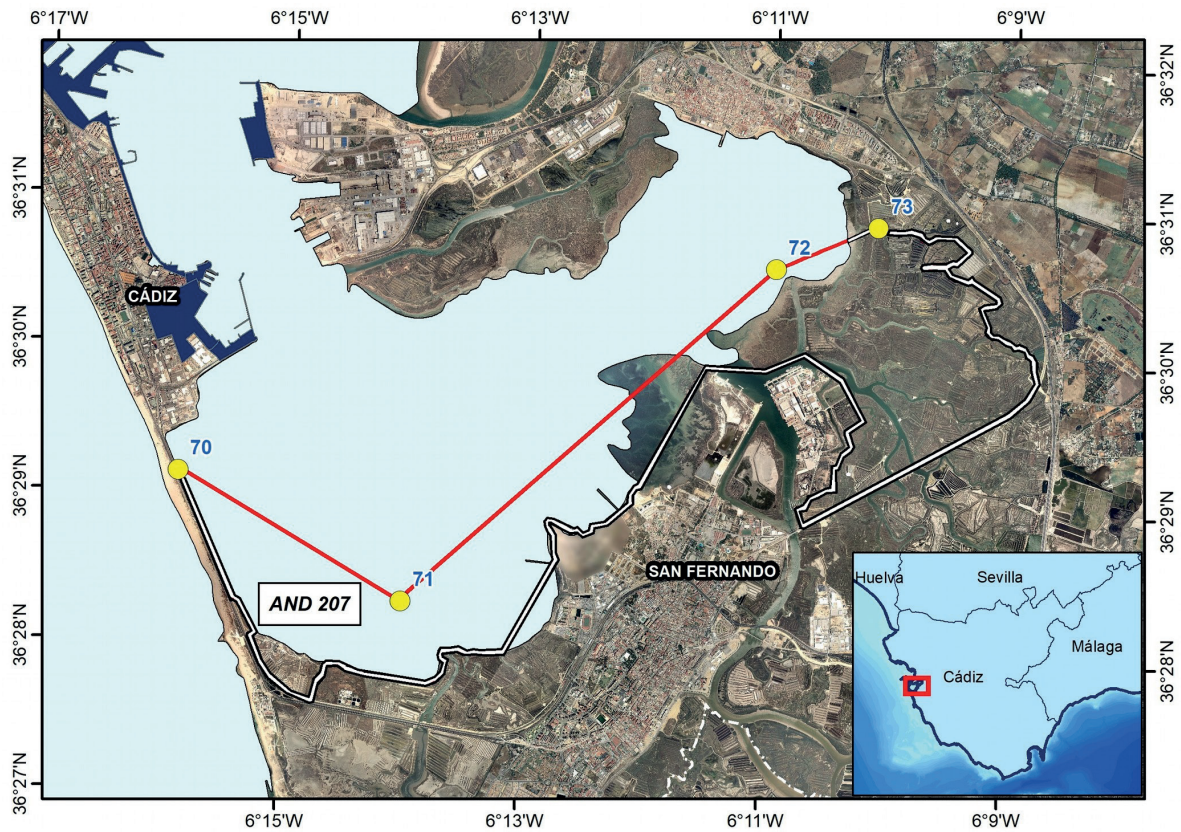 6°17'W
6°15'W
6°13'W
6°11'W
6°9'W
36°32'N
36°31'N
36°31'N
73
72
CÁDIZ
36°30'N
36°30'N
70
36°29'N
36°29'N
71
SAN FERNANDO
AND 207
Huelva
Sevilla
Málaga
Cádiz
36°28'N
36°28'N
36°27'N
6°15'W
6°13'W
6°11'W
6°9'W